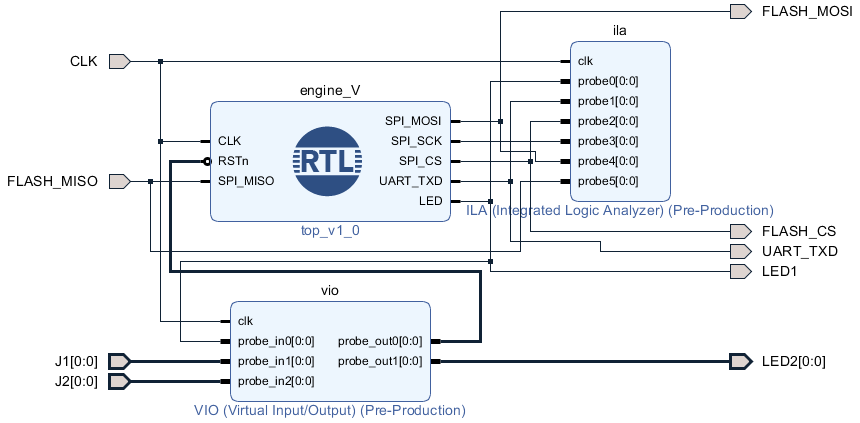 FLASH_MOSI
ila
CLK
clk
probe0[0:0]
probe1[0:0]
probe2[0:0]
probe3[0:0]
probe4[0:0]
probe5[0:0]
ILA (Integrated Logic Analyzer) (Pre-Production)
engine_V
CLK
RSTn
SPI_MISO
RTL
SPI_MOSI
SPI_SCK
SPI_CS
UART_TXD
LED
top_v1_0
FLASH_MISO
FLASH_CS
UART_TXD
LED1
vio
clk
probe_in0[0:0]
probe_in1[0:0]
probe_in2[0:0]
probe_out0[0:0]
probe_out1[0:0]
VIO (Virtual Input/Output) (Pre-Production)
J1[0:0]
J2[0:0]
LED2[0:0]